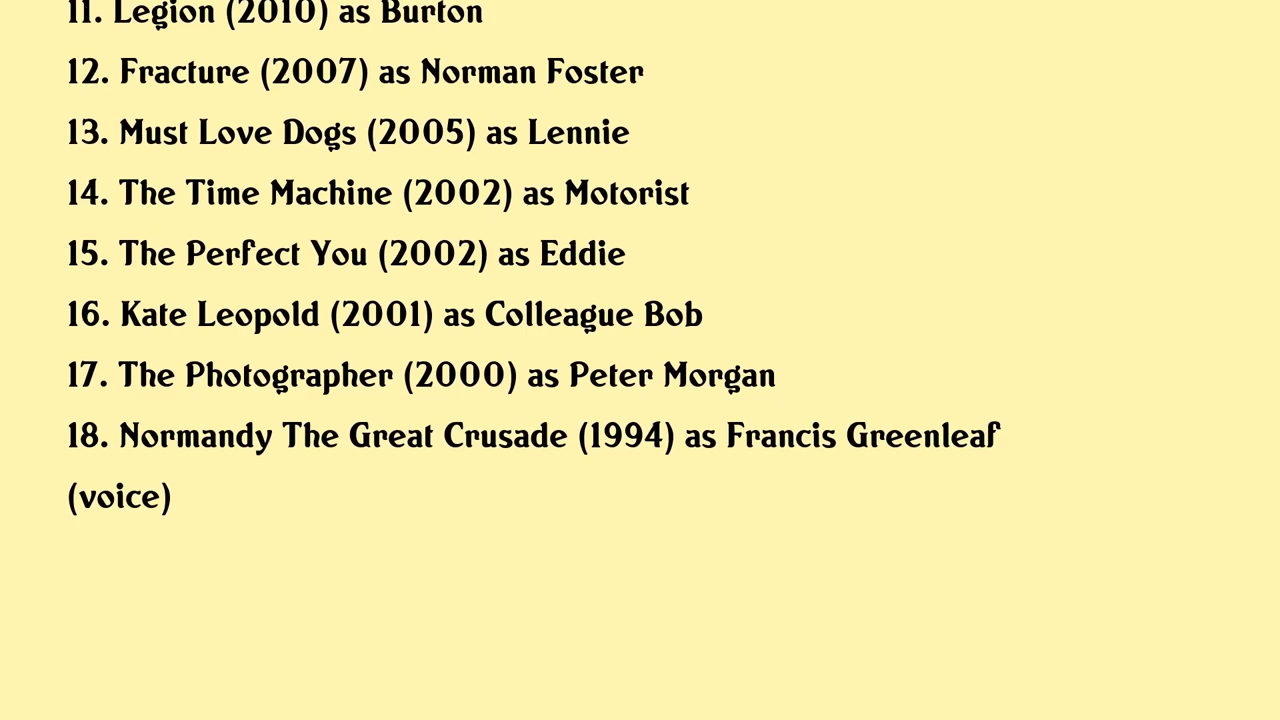 11. Legion (2010) as Burton
12. Fracture (2007) as Norman Foster
13. Must Love Dogs (2005) as Lennie
14. The Time Machine (2002) as Motorist
15. The Perfect You (2002) as Eddie
16. Kate Leopold (2001) as Colleague Bob
17. The Photographer (2000) as Peter Morgan
18. Normandy The Great Crusade (1994) as Francis Greenleaf
(voice)